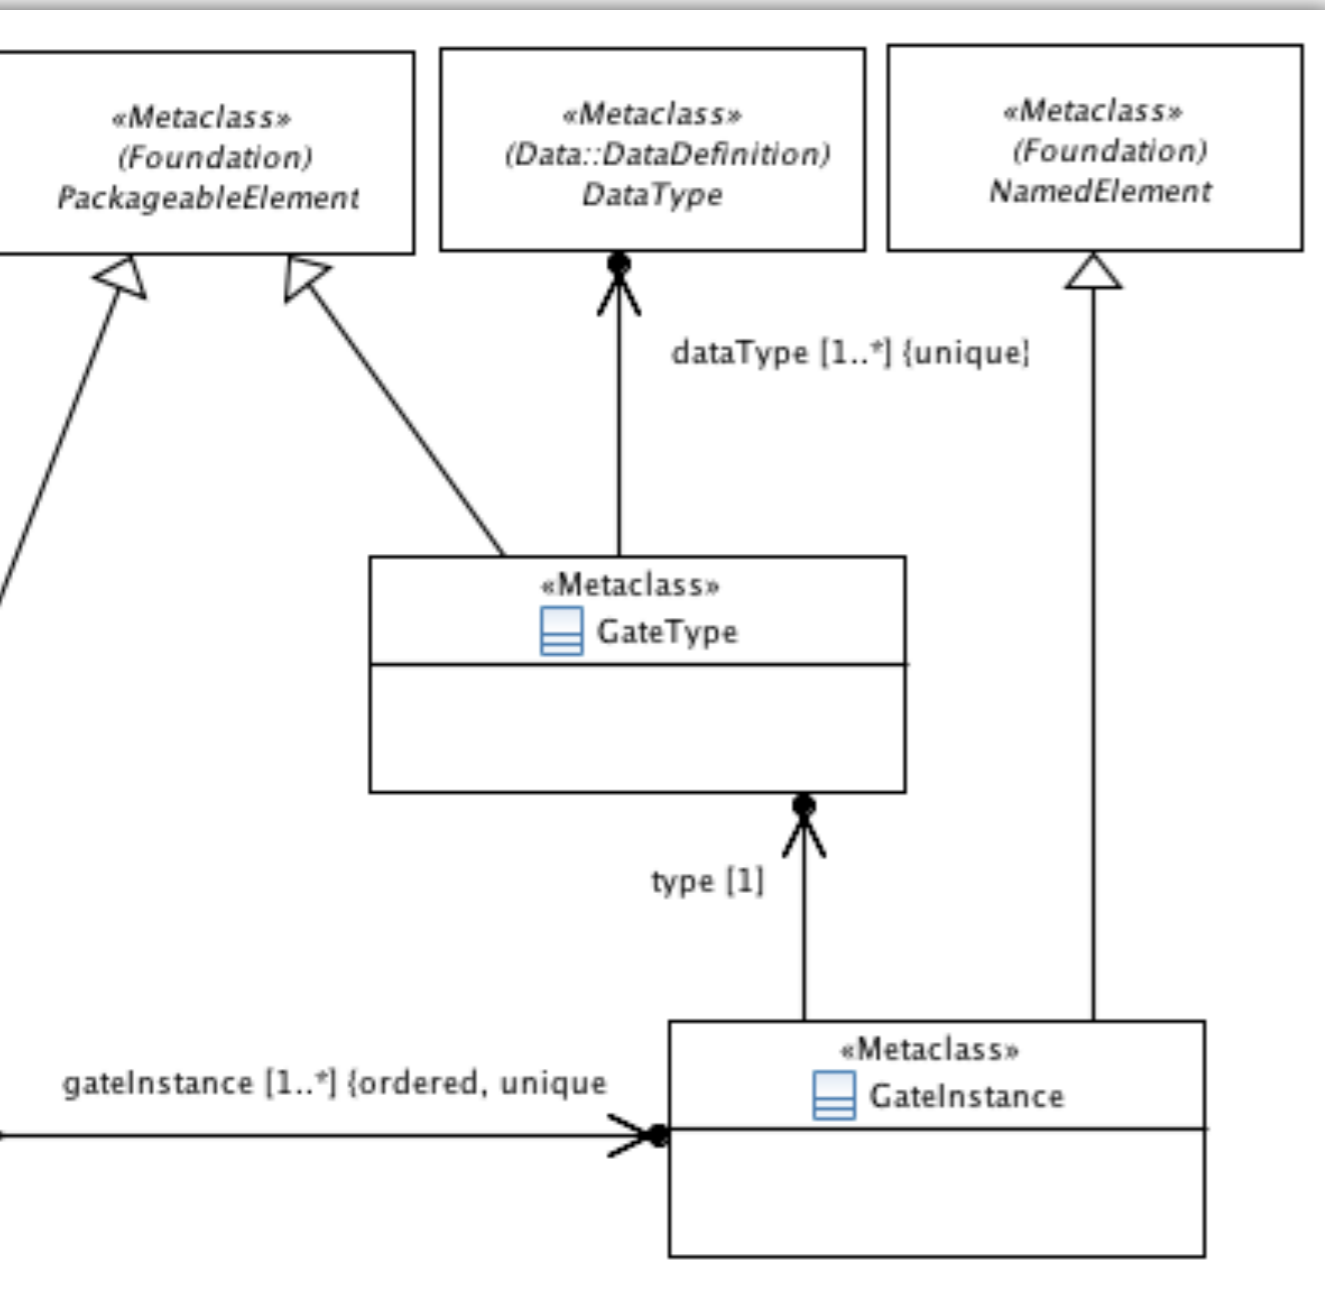 «Metaclass»
(Foundation)
PackageableElement
«Metaclass»
(Data::DataDefinition)
DataType
«Metaclass»
(Foundation)
NamedElement
dataType [1..*] {unique}
«Metaclass»
GateType
type [1]
«Metaclass»
GateInstance
gateInstance [1..*] {ordered, unique